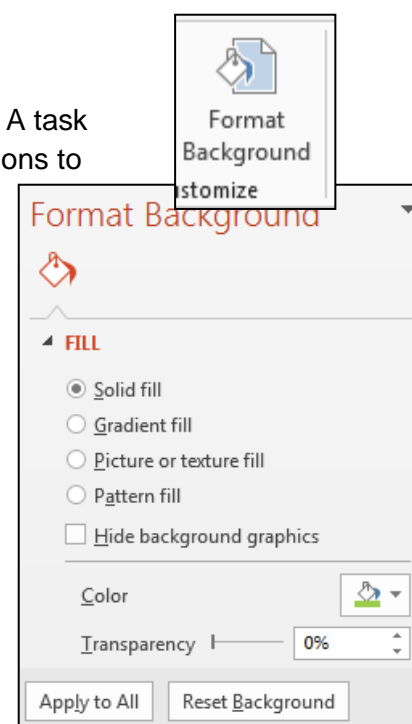 A task
ons to
Format
Background
stomize
Format Background
FILL
Solid fill
Gradient fill
Picture or texture fill
Pattern fill
Hide background graphics
Color
Transparency 0%
Apply to All Reset Background